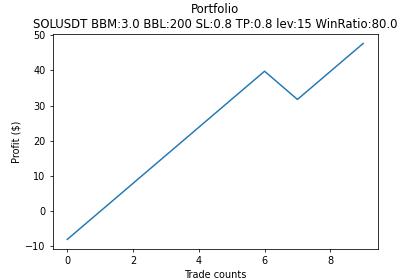 Portfolio
SOLUSDT BBM:3.0 BBL:200 SL:0.8 TP:0.8 lev:15 WinRatio:80.0
50
40
30
20
10
0
−10
Profit ($)
0 2 4 6 8
Trade counts